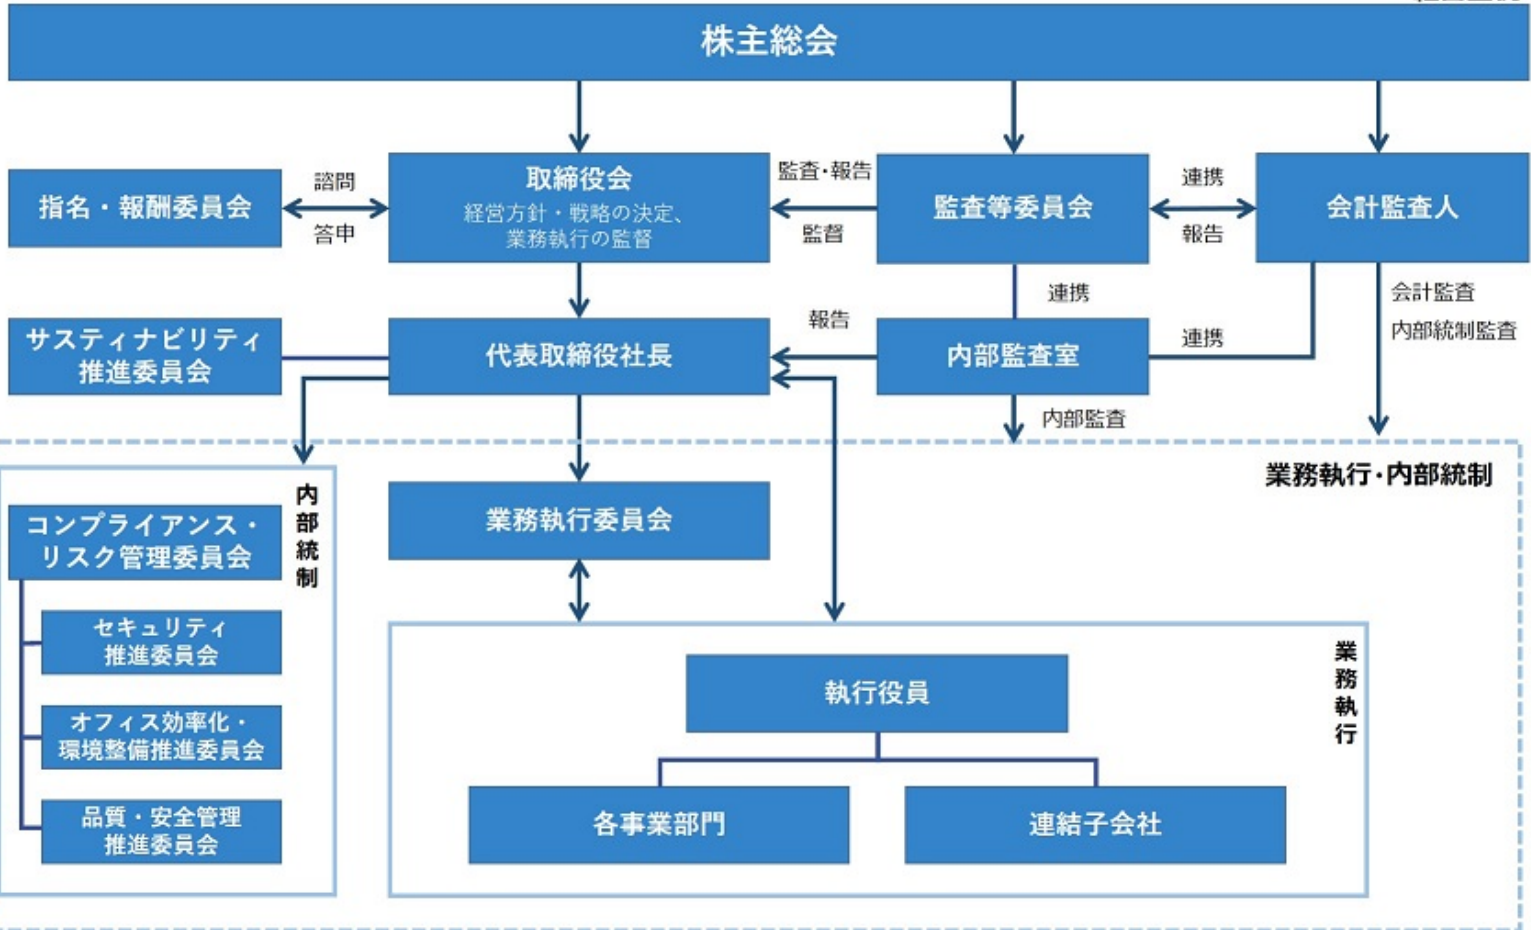 株主総会
指名・報酬委員会
諮問
答申
取締役会
経営方針・戦略の決定、
業務執行の監督
監査・報告
監督
監査等委員会
連携
報告
会計監査人
サスティナビリティ
推進委員会
代表取締役社長
報告
内部監査室
連携
連携
会計監査
内部統制監査
内部監査
業務執行・内部統制
内部統制
コンプライアンス・
リスク管理委員会
セキュリティ
推進委員会
オフィス効率化・
環境整備推進委員会
品質・安全管理
推進委員会
業務執行委員会
業務執行
執行役員
各事業部門
連結子会社